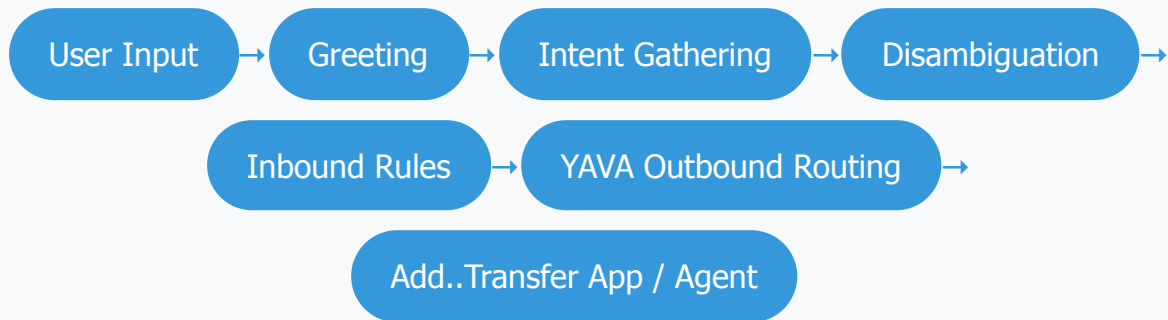 User Input → Greeting → Intent Gathering → Disambiguation →
Inbound Rules → YAVA Outbound Routing →
Add..Transfer App / Agent